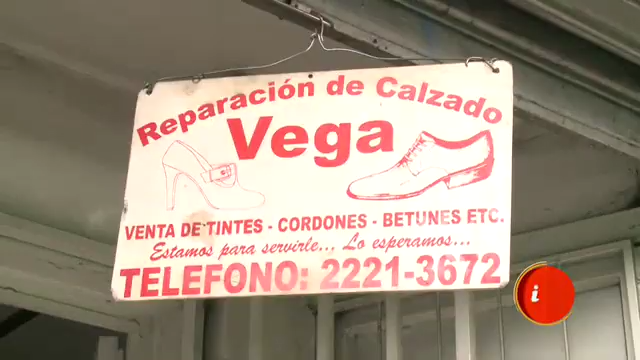 Reparación de Calzado
Vega
VENTA DE TINTES - CORDONES - BETUNES ETC.
Estamos para servirle... Lo esperamos...
TELEFONO: 2221-3672
i